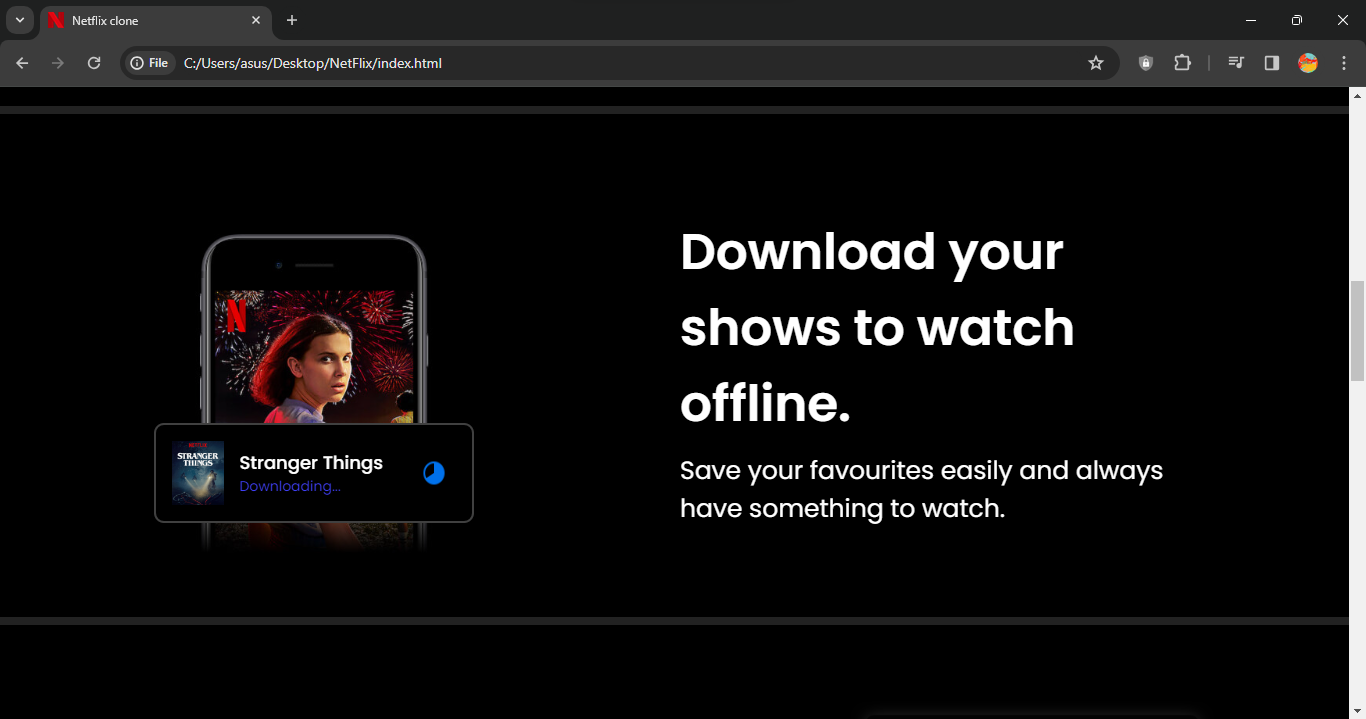 Netflix clone
File
C:/Users/asus/Desktop/NetFlix/index.html
N
Download your
shows to watch
offline.
NETFLIX
STRANGER
THINGS
Stranger Things
Downloading...
Save your favourites easily and always
have something to watch.